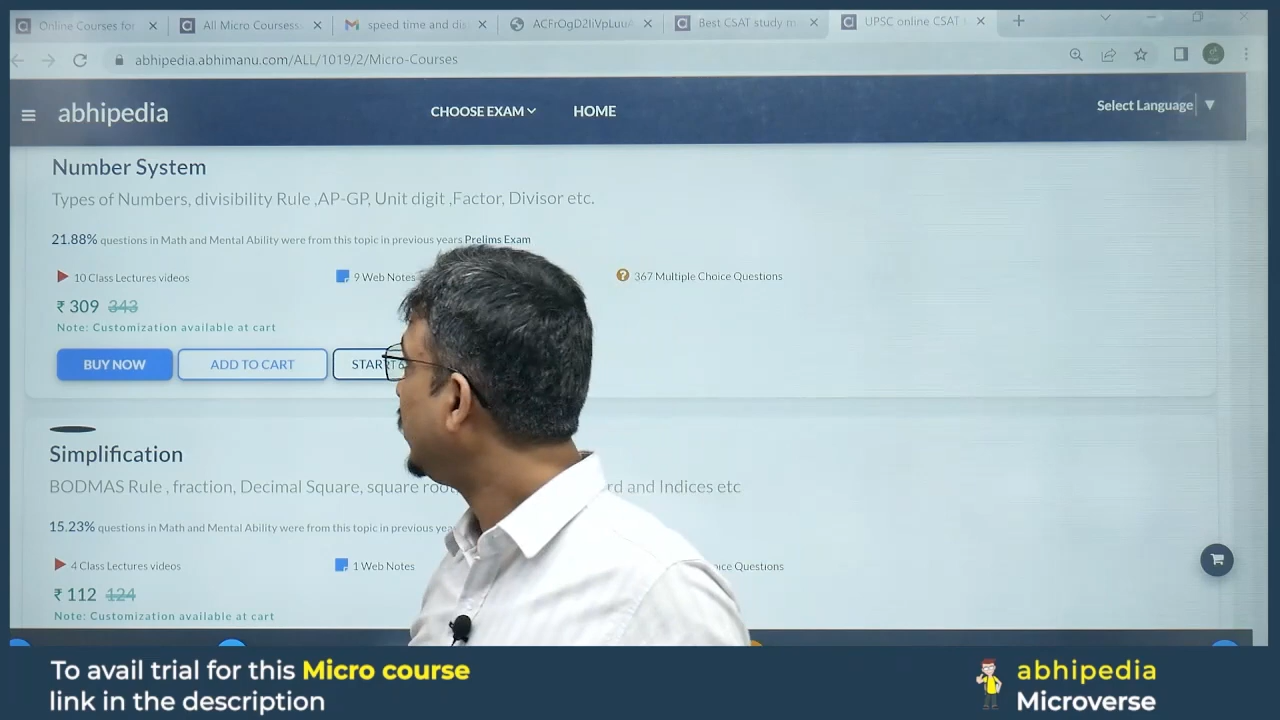 Online Courses for
All Micro Coursess
speed time and dis
ACFrOgD2IiVpLuuA
Best CSAT study m
UPSC online CSAT
abhipedia.abhimanu.com/ALL/1019/2/Micro-Courses
abhipedia
CHOOSE EXAM
HOME
Select Language
Number System
Types of Numbers, divisibility Rule ,AP-GP, Unit digit ,Factor, Divisor etc.
21.88% questions in Math and Mental Ability were from this topic in previous years Prelims Exam
10 Class Lectures videos
9 Web Notes
367 Multiple Choice Questions
₹ 309 343
Note: Customization available at cart
BUY NOW
ADD TO CART
START
Simplification
BODMAS Rule , fraction, Decimal Square, square root rd and Indices etc
15.23% questions in Math and Mental Ability were from this topic in previous yea
4 Class Lectures videos
1 Web Notes
oice Questions
₹ 112 124
Note: Customization available at cart
To avail trial for this Micro course
link in the description
abhipedia
Microverse